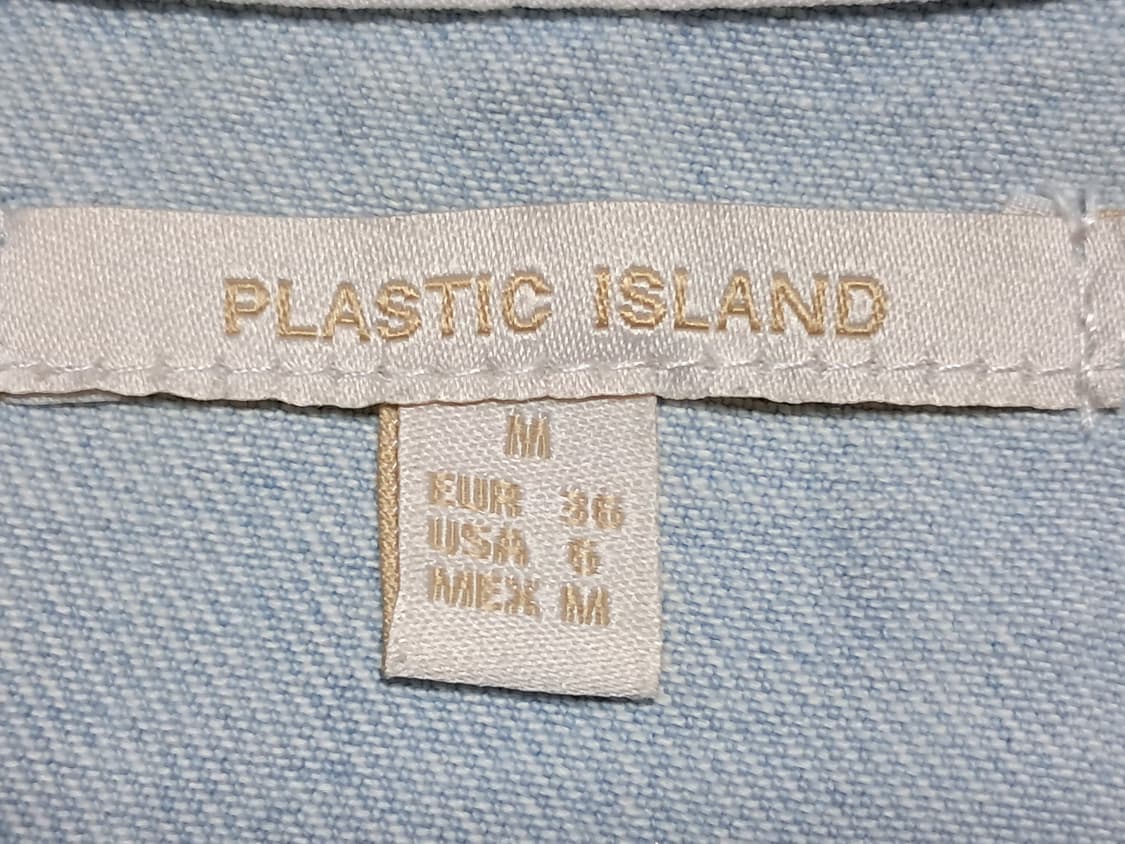 PLASTIC ISLAND
M
EUR 36
USA 6
MEX M